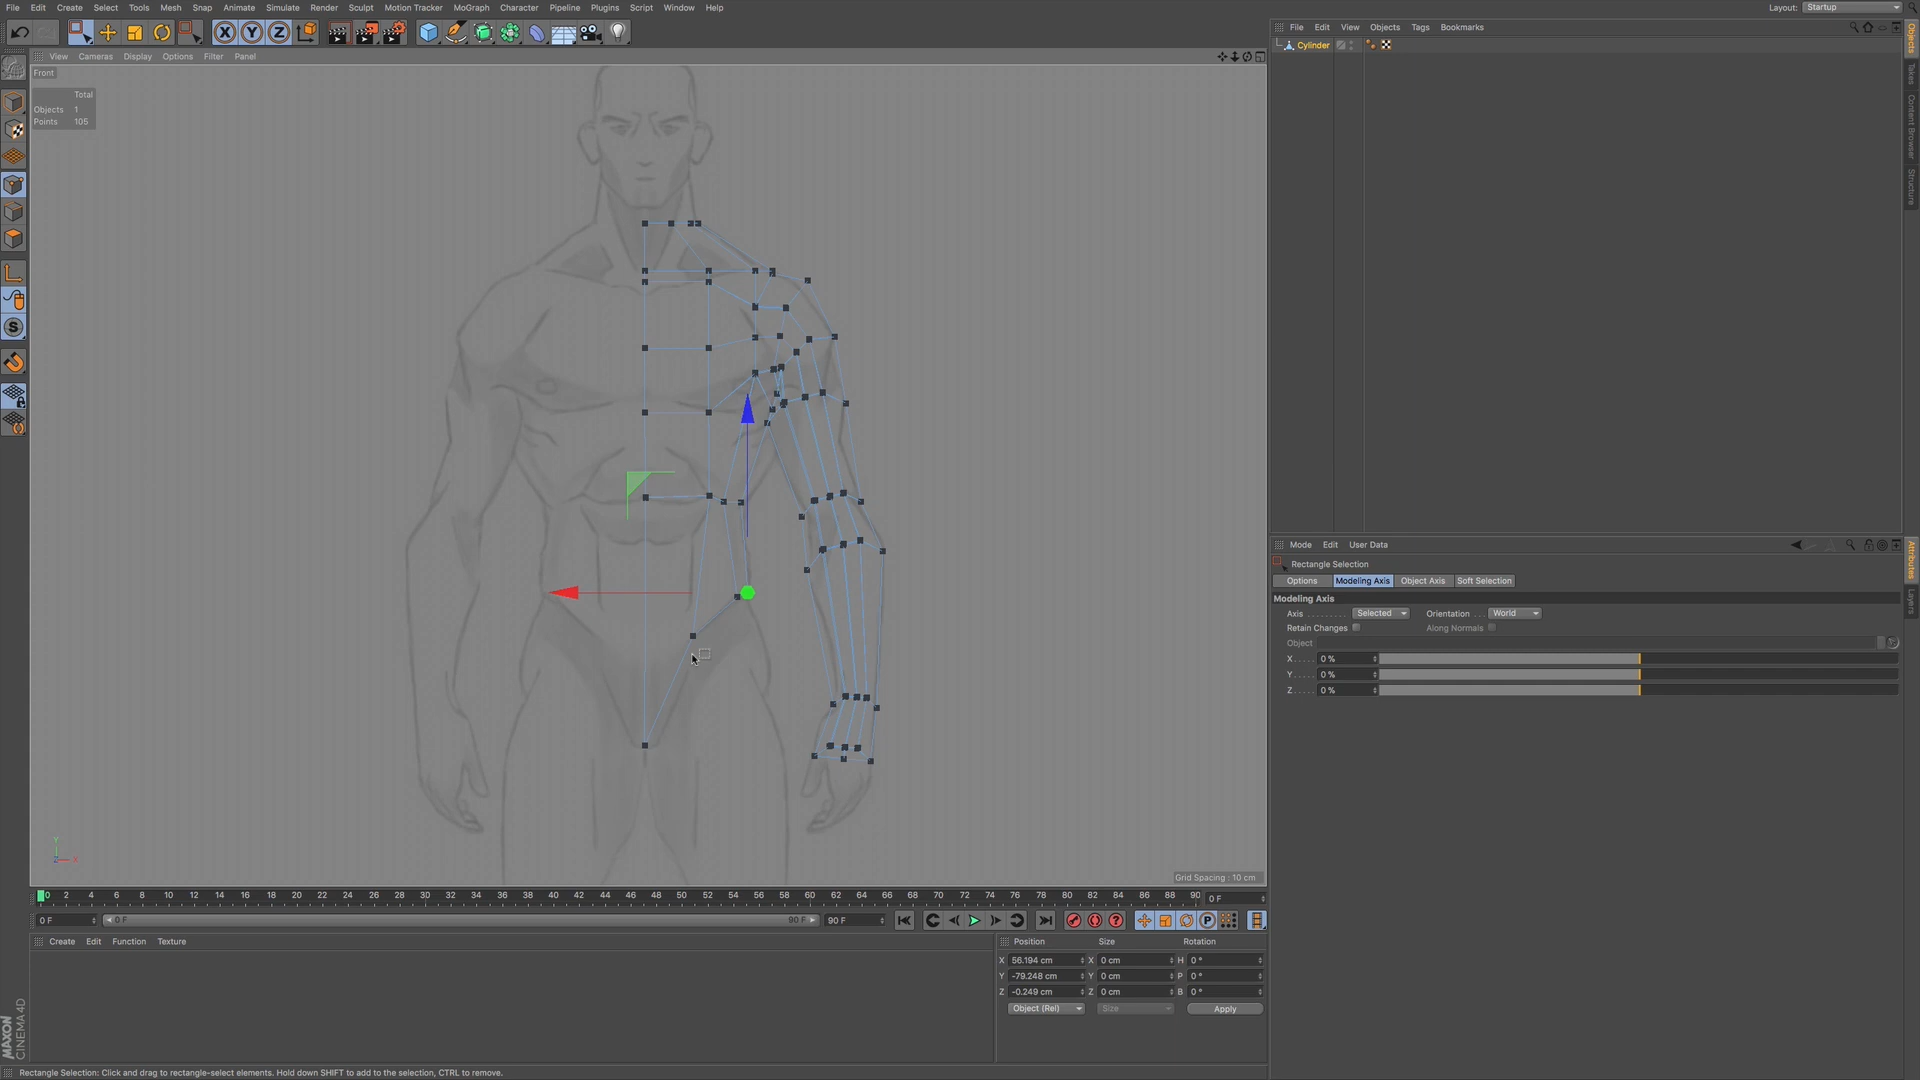 File Edit Create Select Tools Mesh Snap Animate Simulate Render Sculpt Motion Tracker MoGraph Character Pipeline Plugins Script Window Help
Layout: Startup
File Edit View Objects Tags Bookmarks
Cylinder
View Cameras Display Options Filter Panel
Front
Total
Objects 1
Points 105
Objects
Takes
Content Browser
Structure
Mode Edit User Data
Rectangle Selection
Options Modeling Axis Object Axis Soft Selection
Modeling Axis
Axis Selected Orientation World
Retain Changes Along Normals
Object
X 0 %
Y 0 %
Z 0 %
Attributes
Layers
Y
Z X
Grid Spacing : 10 cm
0 2 4 6 8 10 12 14 16 18 20 22 24 26 28 30 32 34 36 38 40 42 44 46 48 50 52 54 56 58 60 62 64 66 68 70 72 74 76 78 80 82 84 86 88 90 0 F
0 F 0 F 90 F 90 F
Create Edit Function Texture
Position Size Rotation
X 56.194 cm X 0 cm H 0 °
Y -79.248 cm Y 0 cm P 0 °
Z -0.249 cm Z 0 cm B 0 °
Object (Rel) Size Apply
MAXON
CINEMA 4D
Rectangle Selection: Click and drag to rectangle-select elements. Hold down SHIFT to add to the selection, CTRL to remove.